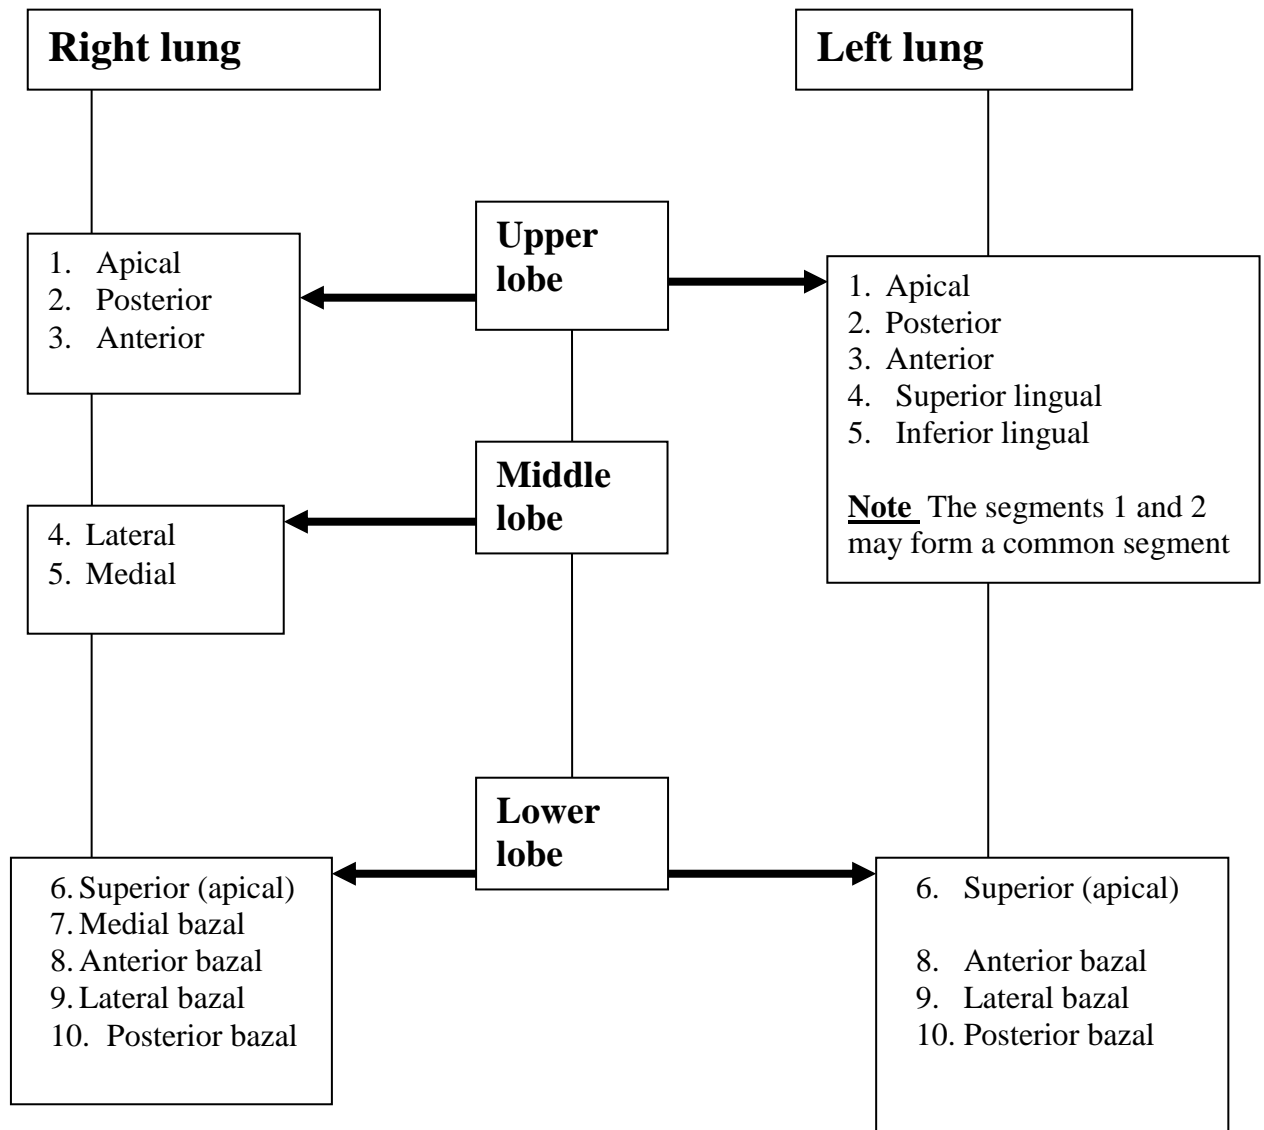 Right lung
Left lung
Upper
lobe
1. Apical
2. Posterior
3. Anterior
1. Apical
2. Posterior
3. Anterior
4. Superior lingual
5. Inferior lingual
Note The segments 1 and 2
may form a common segment
Middle
lobe
4. Lateral
5. Medial
Lower
lobe
6. Superior (apical)
7. Medial bazal
8. Anterior bazal
9. Lateral bazal
10. Posterior bazal
6. Superior (apical)
8. Anterior bazal
9. Lateral bazal
10. Posterior bazal